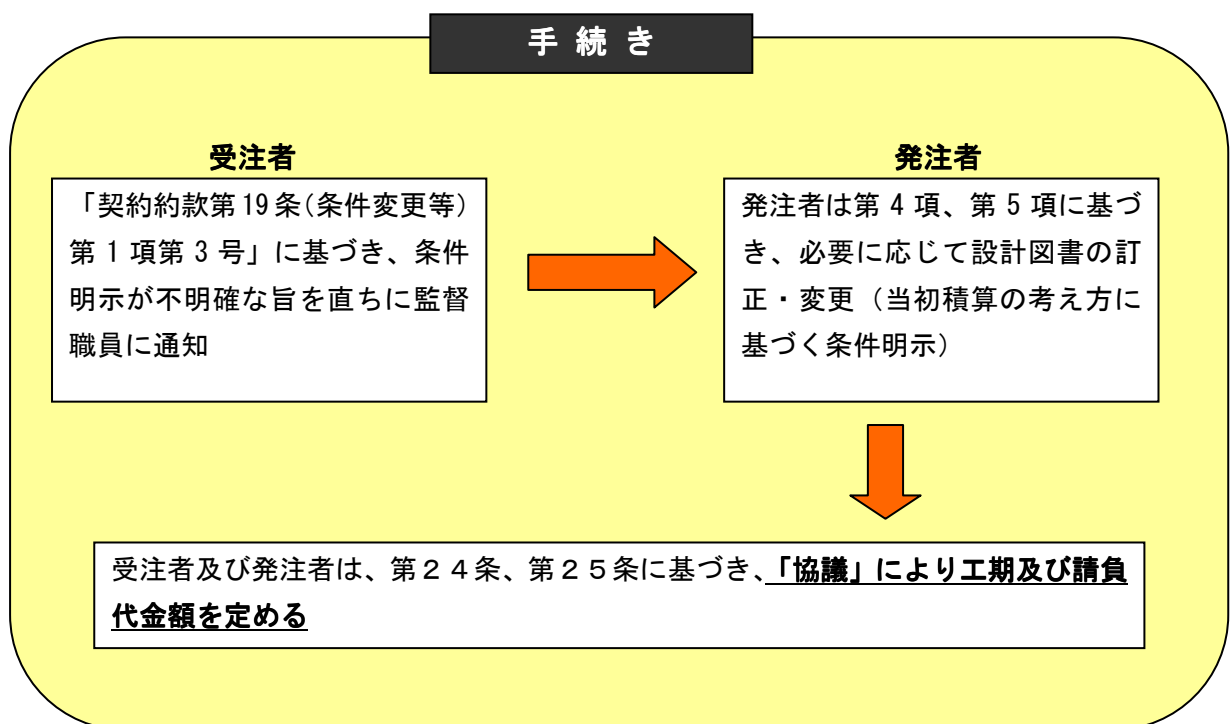 手 続 き
受注者
「契約約款第19条(条件変更等)
第1項第3号」に基づき、条件
明示が不明確な旨を直ちに監督
職員に通知
発注者
発注者は第4項、第5項に基づ
き、必要に応じて設計図書の訂
正・変更（当初積算の考え方に
基づく条件明示）
受注者及び発注者は、第２４条、第２５条に基づき、「協議」により工期及び請負
代金額を定める